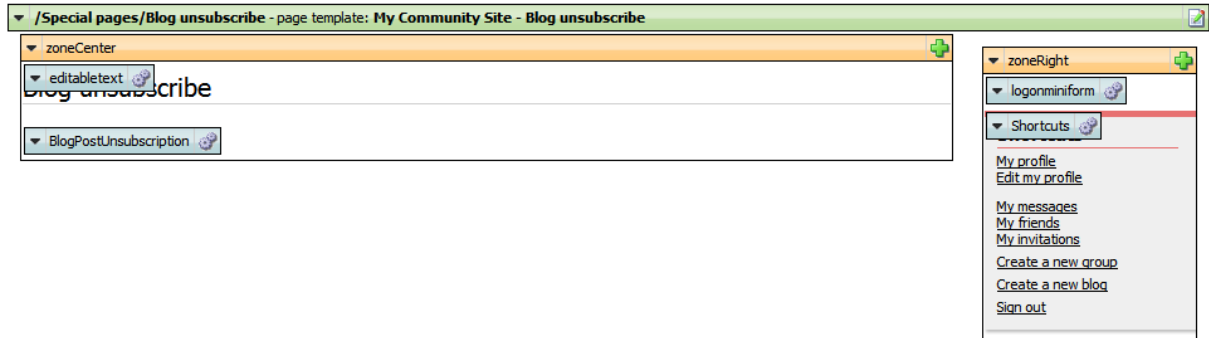 /Special pages/Blog unsubscribe - page template: My Community Site - Blog unsubscribe
zoneCenter
editabletext
Blog unsubscribe
BlogPostUnsubscription
zoneRight
logonminiform
Shortcuts
My profile
Edit my profile
My messages
My friends
My invitations
Create a new group
Create a new blog
Sign out